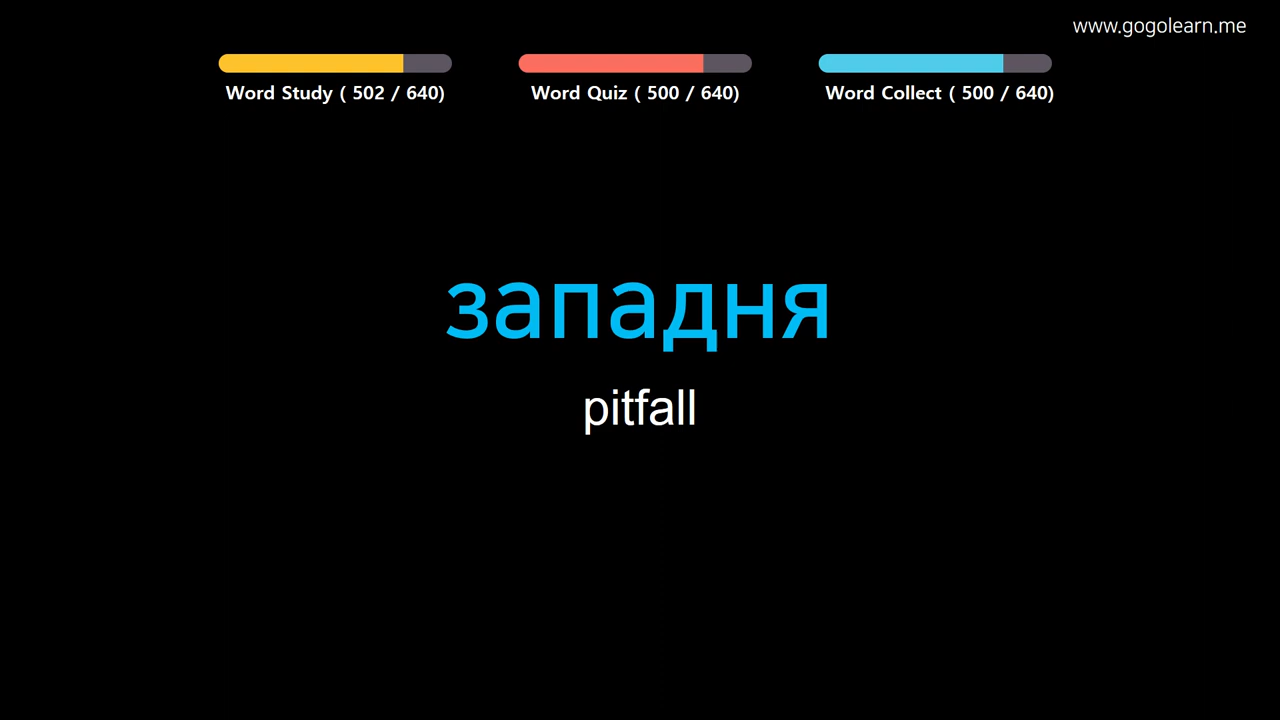 www.gogolearn.me
Word Study ( 502 / 640)
Word Quiz ( 500 / 640)
Word Collect ( 500 / 640)
западня
pitfall